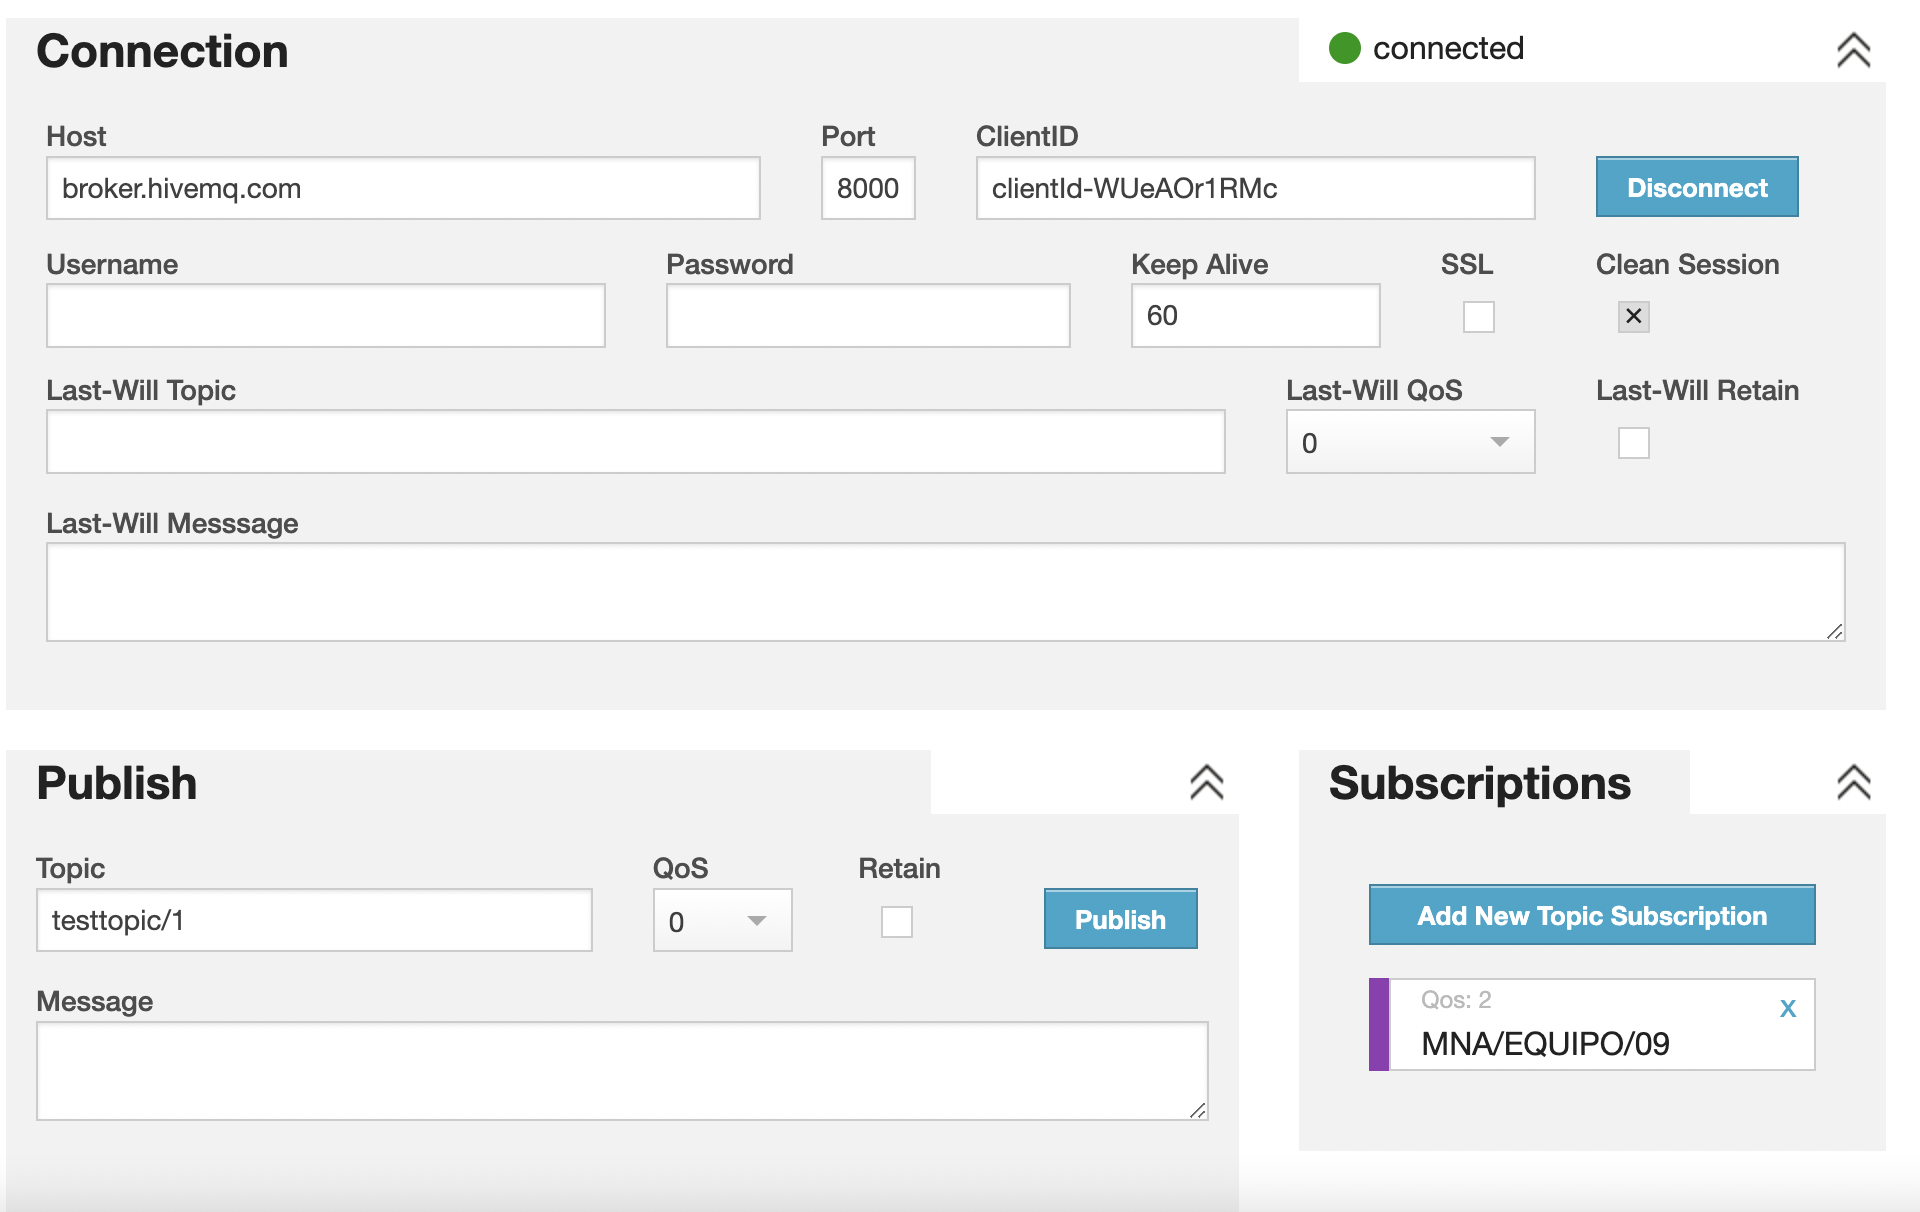 Connection
connected
Host
Port
ClientID
broker.hivemq.com
8000
clientId-WUeAOr1RMc
Disconnect
Username
Password
Keep Alive
SSL
Clean Session
60
Last-Will Topic
Last-Will QoS
Last-Will Retain
0
Last-Will Messsage
Publish
Topic
QoS
Retain
testtopic/1
0
Publish
Message
Subscriptions
Add New Topic Subscription
Qos: 2
x
MNA/EQUIPO/09